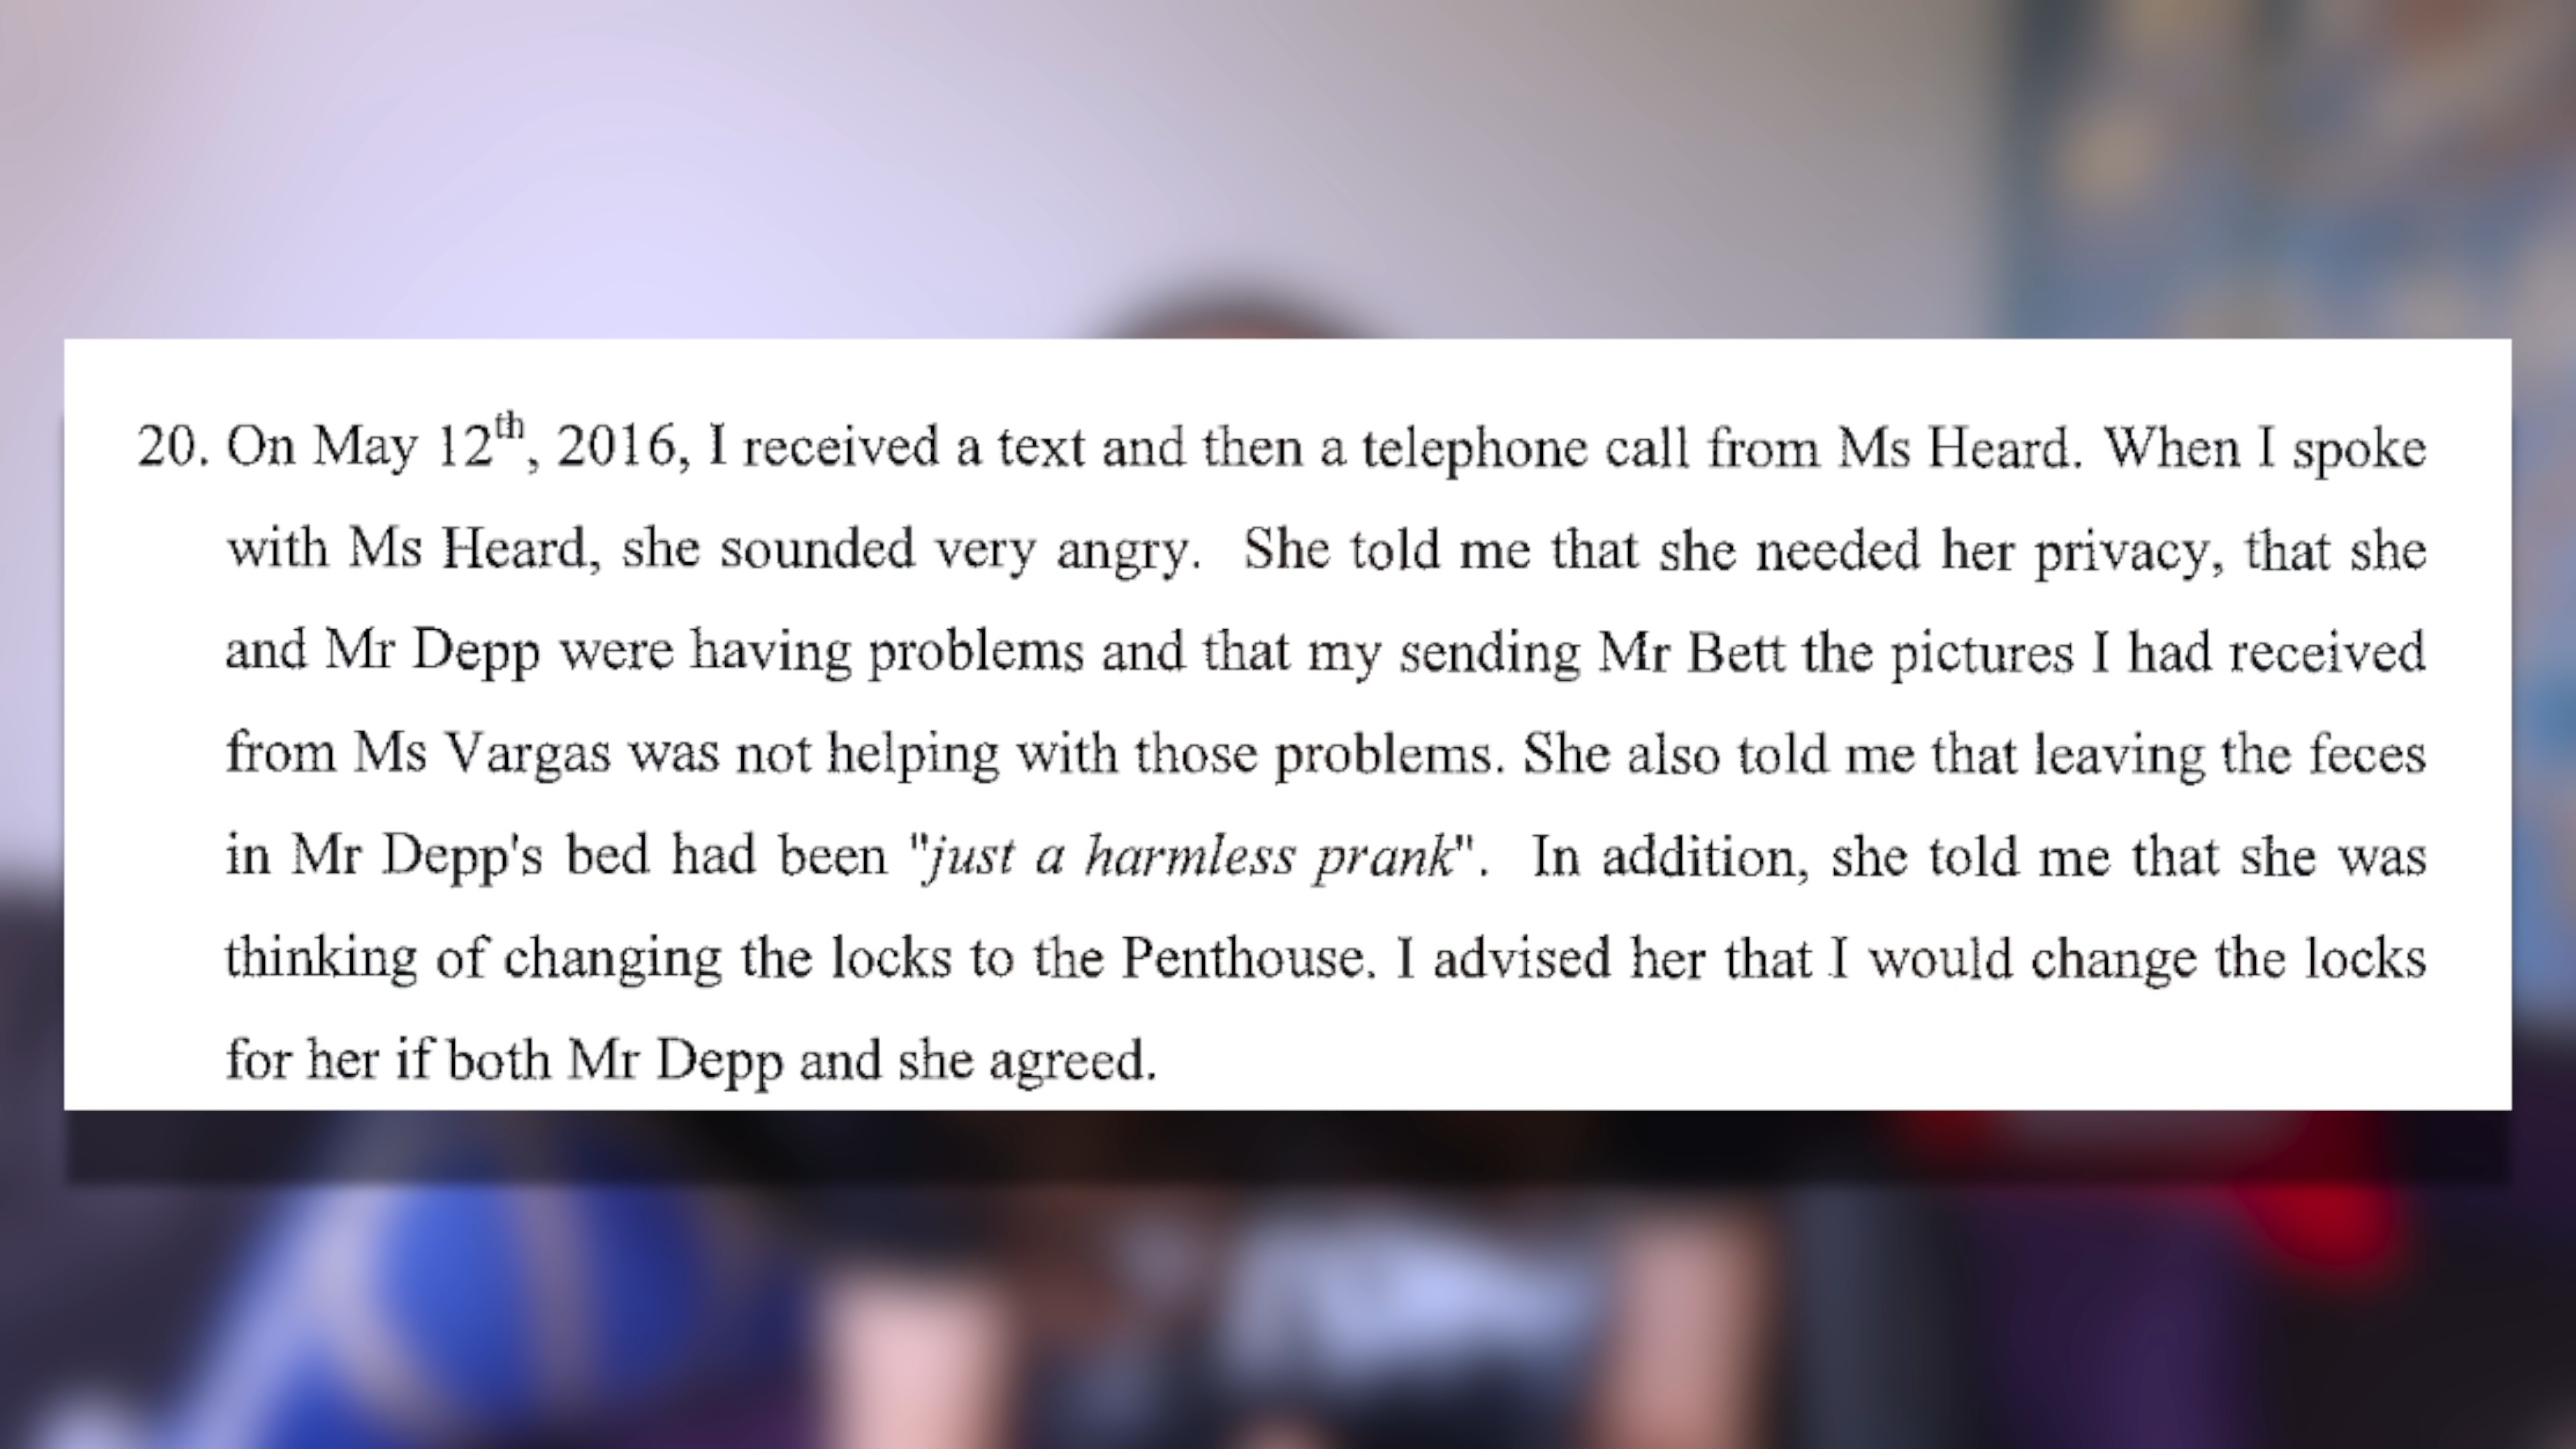 20. On May 12th, 2016, I received a text and then a telephone call from Ms Heard. When I spoke
with Ms Heard, she sounded very angry. She told me that she needed her privacy, that she
and Mr Depp were having problems and that my sending Mr Bett the pictures I had received
from Ms Vargas was not helping with those problems. She also told me that leaving the feces
in Mr Depp's bed had been "just a harmless prank". In addition, she told me that she was
thinking of changing the locks to the Penthouse. I advised her that I would change the locks
for her if both Mr Depp and she agreed.